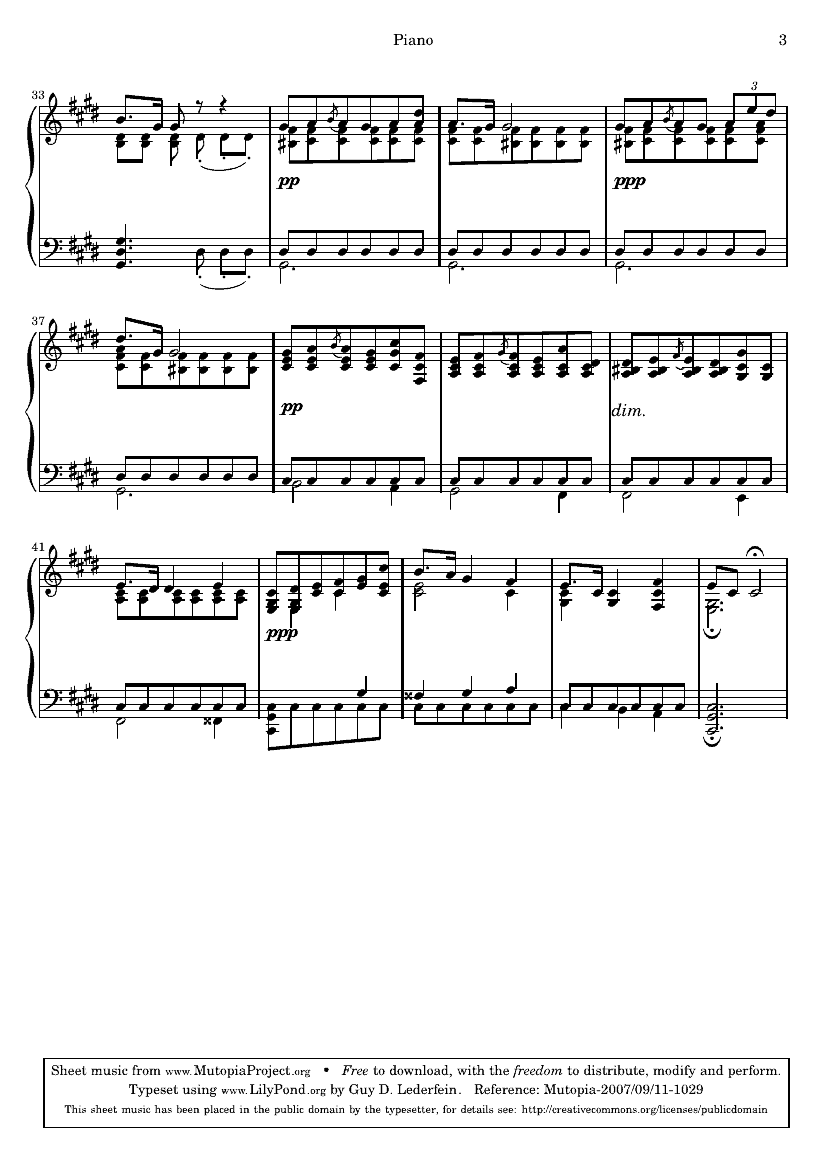 Piano 3
33
3
pp
ppp
37
pp
dim.
41
ppp
Sheet music from www.MutopiaProject.org • Free to download, with the freedom to distribute, modify and perform.
Typeset using www.LilyPond.org by Guy D. Lederfein. Reference: Mutopia-2007/09/11-1029
This sheet music has been placed in the public domain by the typesetter, for details see: http://creativecommons.org/licenses/publicdomain